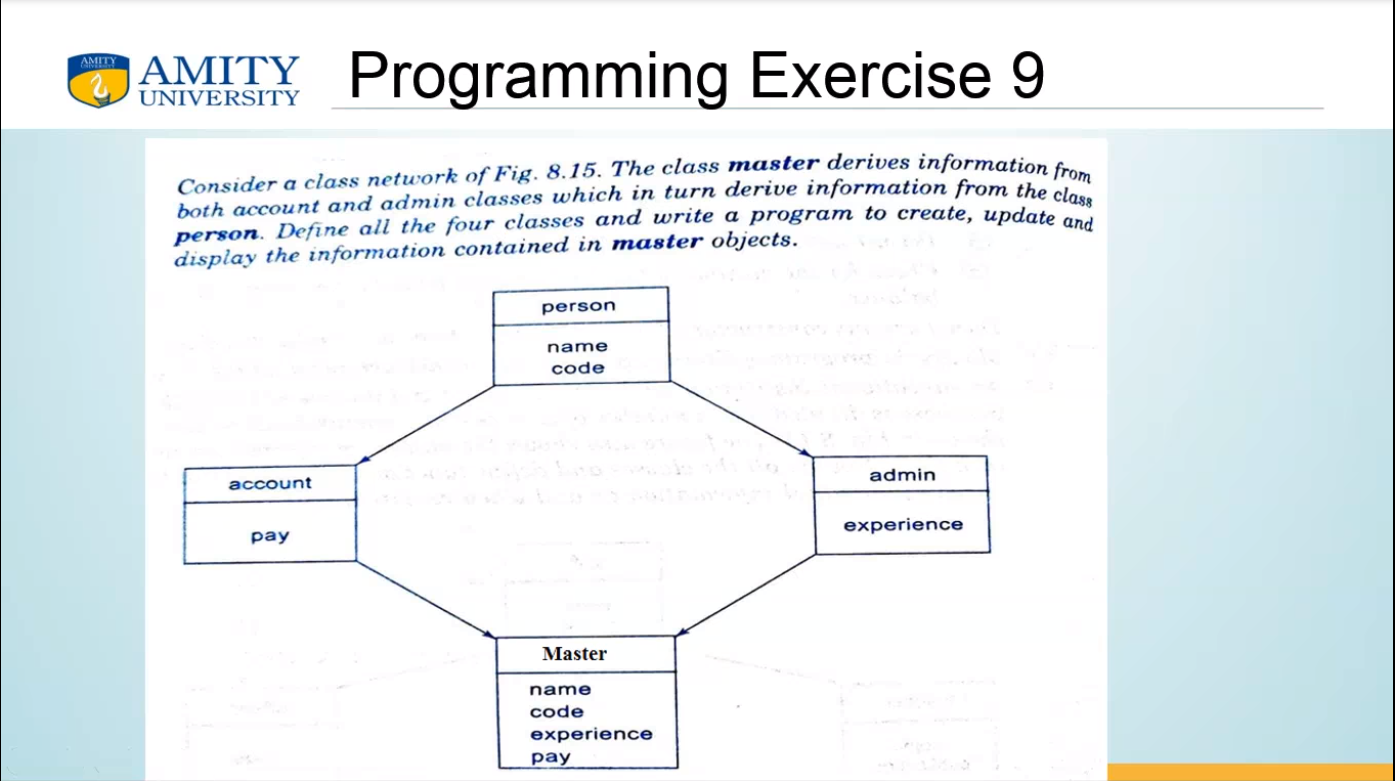 AMITY
UNIVERSITY
AMITY
UNIVERSITY
Programming Exercise 9
Consider a class network of Fig. 8.15. The class master derives information from
both account and admin classes which in turn derive information from the class
person. Define all the four classes and write a program to create, update and
display the information contained in master objects.
person
name
code
account
pay
admin
experience
Master
name
code
experience
pay